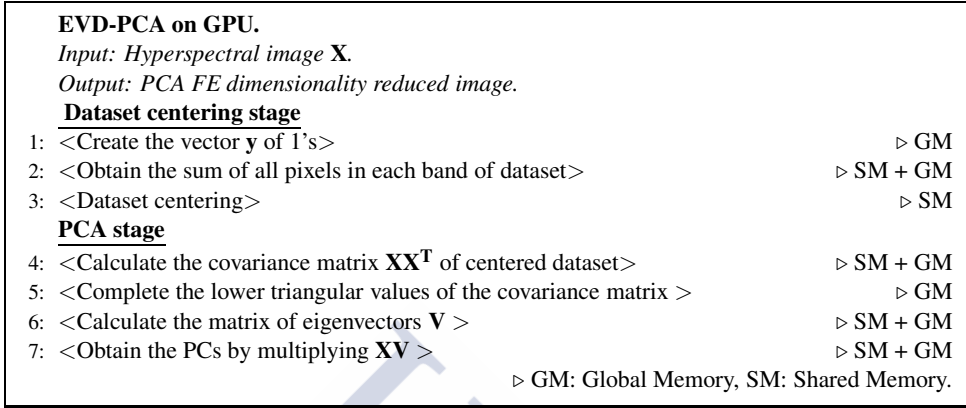 EVD-PCA on GPU.
Input: Hyperspectral image X.
Output: PCA FE dimensionality reduced image.
Dataset centering stage
1: <Create the vector y of 1's> ▷ GM
2: <Obtain the sum of all pixels in each band of dataset> ▷ SM + GM
3: <Dataset centering> ▷ SM
PCA stage
4: <Calculate the covariance matrix XXᵀ of centered dataset> ▷ SM + GM
5: <Complete the lower triangular values of the covariance matrix > ▷ GM
6: <Calculate the matrix of eigenvectors V > ▷ SM + GM
7: <Obtain the PCs by multiplying XV > ▷ SM + GM
▷ GM: Global Memory, SM: Shared Memory.